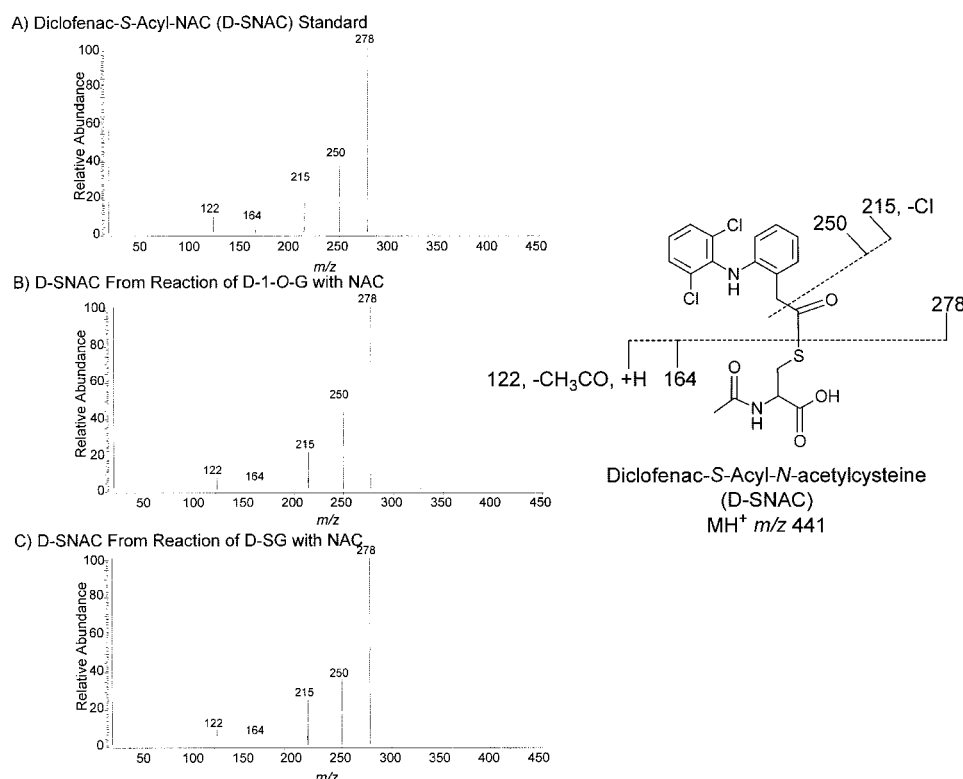 A) Diclofenac-S-Acyl-NAC (D-SNAC) Standard
Relative Abundance
100
80
60
40
20
0
278
250
215
122
164
50 100 150 200 250 300 350 400 450
m/z
B) D-SNAC From Reaction of D-1-O-G with NAC
Relative Abundance
100
80
60
40
20
0
278
250
215
122
164
50 100 150 200 250 300 350 400 450
m/z
C) D-SNAC From Reaction of D-SG with NAC
Relative Abundance
100
80
60
40
20
0
278
250
215
122
164
50 100 150 200 250 300 350 400 450
m/z
215, -Cl
250
Cl
N
H
Cl
O
278
S
122, -CH₃CO, +H 164
O
OH
N
H
O
Diclofenac-S-Acyl-N-acetylcysteine
(D-SNAC)
MH⁺ m/z 441